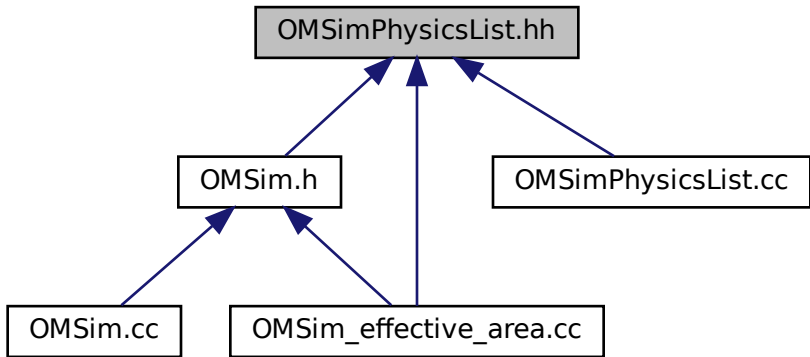 OMSimPhysicsList.hh
OMSim.h
OMSimPhysicsList.cc
OMSim.cc
OMSim_effective_area.cc